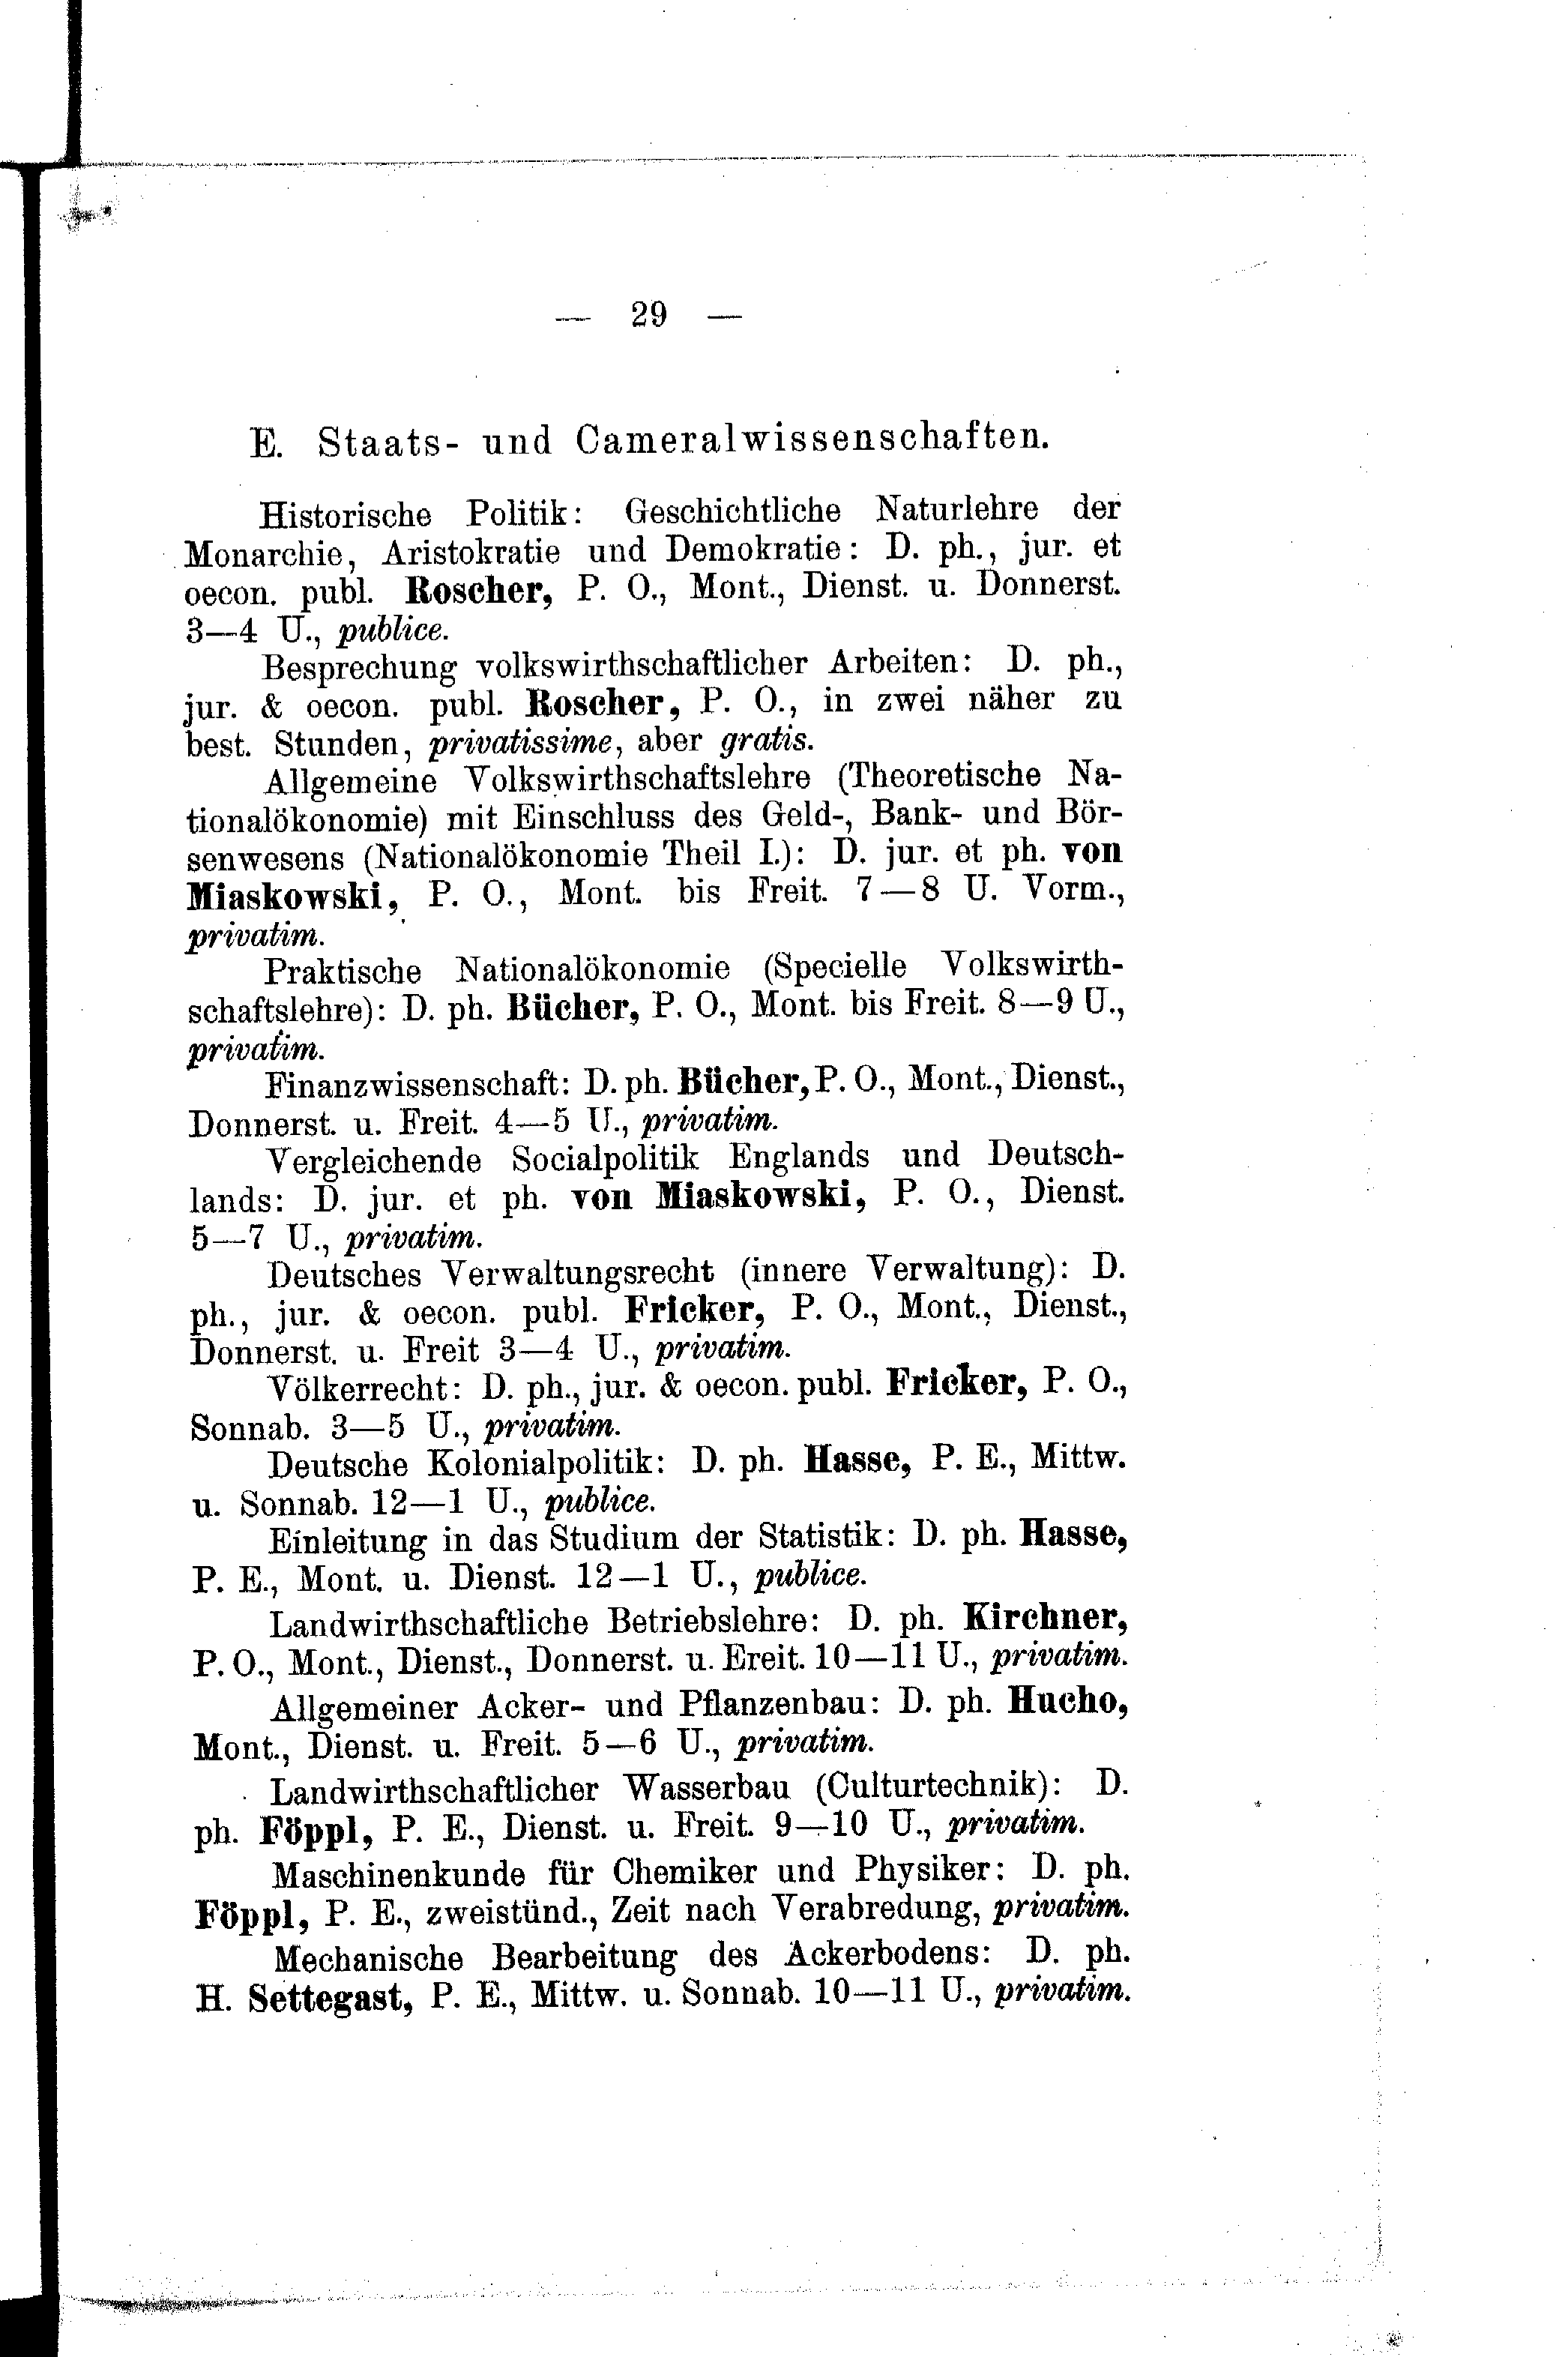 — 29 —
E. Staats- und Cameralwissenschaften.
Historische Politik: Geschichtliche Naturlehre der
Monarchie, Aristokratie und Demokratie: D. ph., jur. et
oecon. publ. Roscher, P. O., Mont., Dienst. u. Donnerst.
3—4 U., publice.
Besprechung volkswirthschaftlicher Arbeiten: D. ph.,
jur. & oecon. publ. Roscher, P. O., in zwei näher zu
best. Stunden, privatissime, aber gratis.
Allgemeine Volkswirthschaftslehre (Theoretische Na-
tionalökonomie) mit Einschluss des Geld-, Bank- und Bör-
senwesens (Nationalökonomie Theil I.): D. jur. et ph. von
Miaskowski, P. O., Mont. bis Freit. 7—8 U. Vorm.,
privatim.
Praktische Nationalökonomie (Specielle Volkswirth-
schaftslehre): D. ph. Bücher, P. O., Mont. bis Freit. 8—9 U.,
privatim.
Finanzwissenschaft: D. ph. Bücher, P. O., Mont., Dienst.,
Donnerst. u. Freit. 4—5 U., privatim.
Vergleichende Socialpolitik Englands und Deutsch-
lands: D. jur. et ph. von Miaskowski, P. O., Dienst.
5—7 U., privatim.
Deutsches Verwaltungsrecht (innere Verwaltung): D.
ph., jur. & oecon. publ. Fricker, P. O., Mont., Dienst.,
Donnerst. u. Freit 3—4 U., privatim.
Völkerrecht: D. ph., jur. & oecon. publ. Fricker, P. O.,
Sonnab. 3—5 U., privatim.
Deutsche Kolonialpolitik: D. ph. Hasse, P. E., Mittw.
u. Sonnab. 12—1 U., publice.
Einleitung in das Studium der Statistik: D. ph. Hasse,
P. E., Mont. u. Dienst. 12—1 U., publice.
Landwirthschaftliche Betriebslehre: D. ph. Kirchner,
P. O., Mont., Dienst., Donnerst. u. Ereit. 10—11 U., privatim.
Allgemeiner Acker- und Pflanzenbau: D. ph. Hucho,
Mont., Dienst. u. Freit. 5—6 U., privatim.
Landwirthschaftlicher Wasserbau (Culturtechnik): D.
ph. Föppl, P. E., Dienst. u. Freit. 9—10 U., privatim.
Maschinenkunde für Chemiker und Physiker: D. ph.
Föppl, P. E., zweistünd., Zeit nach Verabredung, privatim.
Mechanische Bearbeitung des Ackerbodens: D. ph.
H. Settegast, P. E., Mittw. u. Sonnab. 10—11 U., privatim.